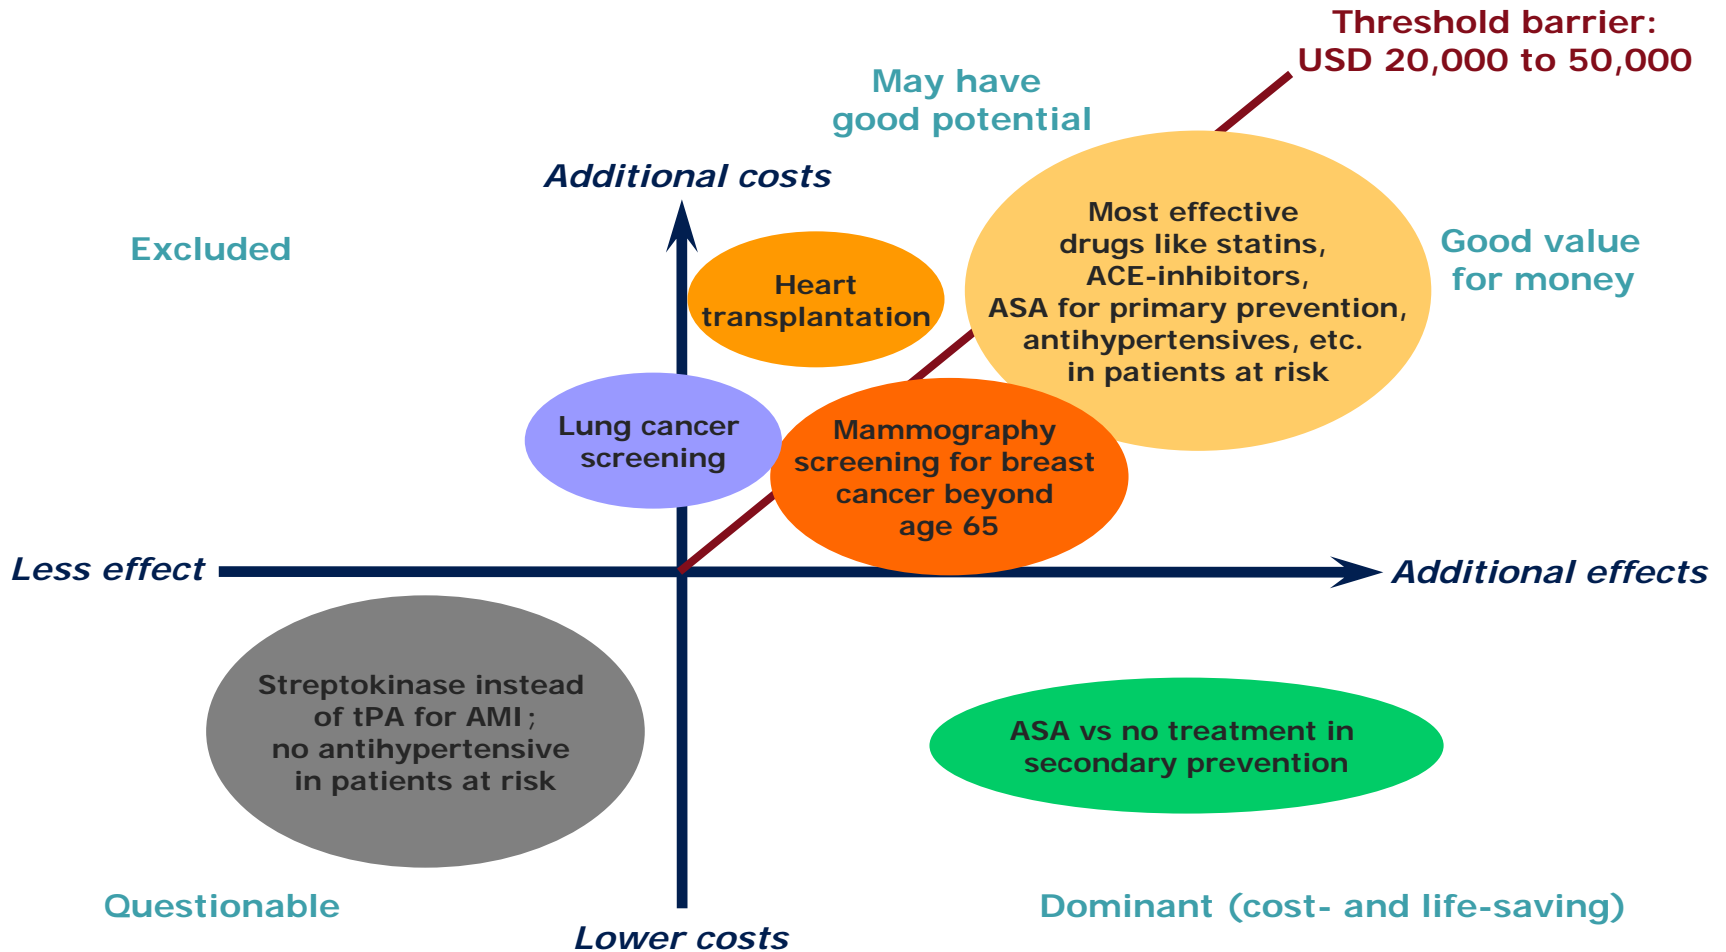 Threshold barrier:
USD 20,000 to 50,000
May have
good potential
Additional costs
Excluded
Most effective
drugs like statins,
ACE-inhibitors,
ASA for primary prevention,
antihypertensives, etc.
in patients at risk
Good value
for money
Heart
transplantation
Lung cancer
screening
Mammography
screening for breast
cancer beyond
age 65
Less effect
Additional effects
Streptokinase instead
of tPA for AMI;
no antihypertensive
in patients at risk
ASA vs no treatment in
secondary prevention
Questionable
Dominant (cost- and life-saving)
Lower costs